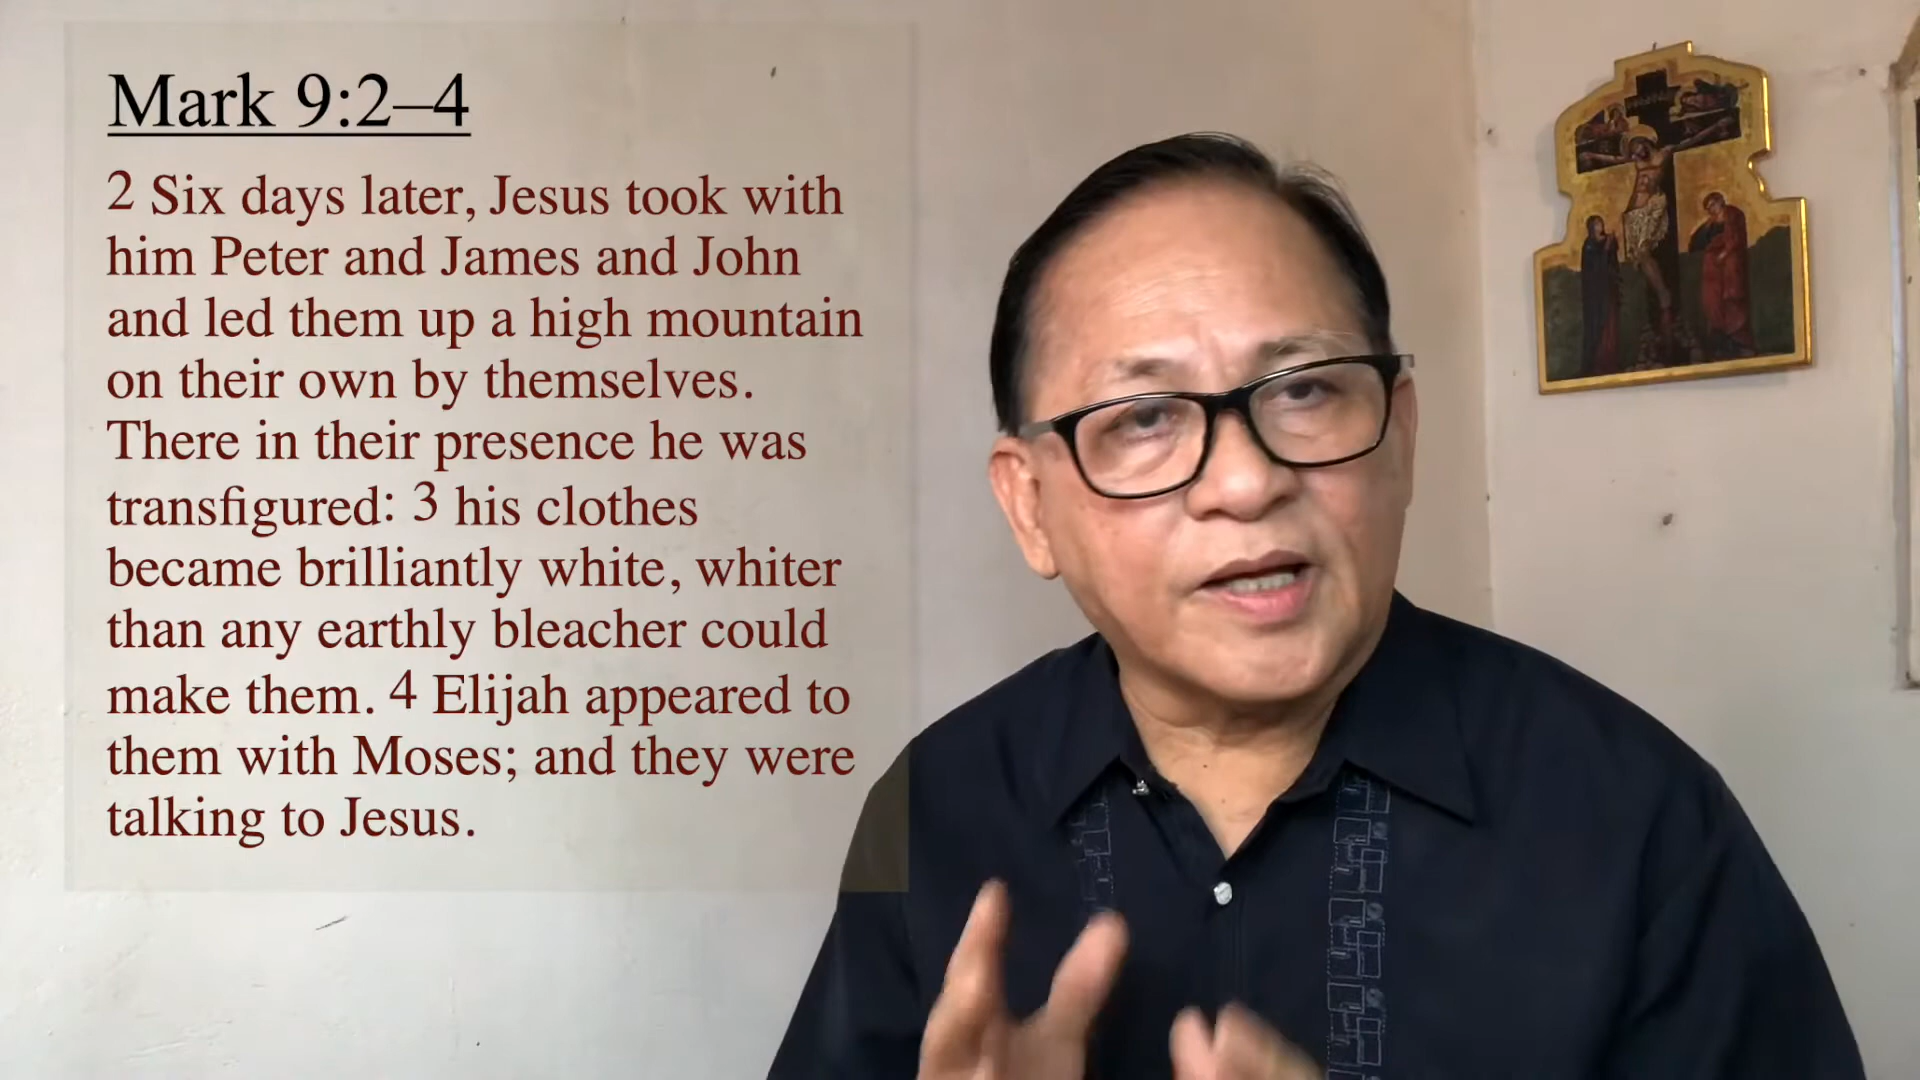 Mark 9:2–4
2 Six days later, Jesus took with
him Peter and James and John
and led them up a high mountain
on their own by themselves.
There in their presence he was
transfigured: 3 his clothes
became brilliantly white, whiter
than any earthly bleacher could
make them. 4 Elijah appeared to
them with Moses; and they were
talking to Jesus.